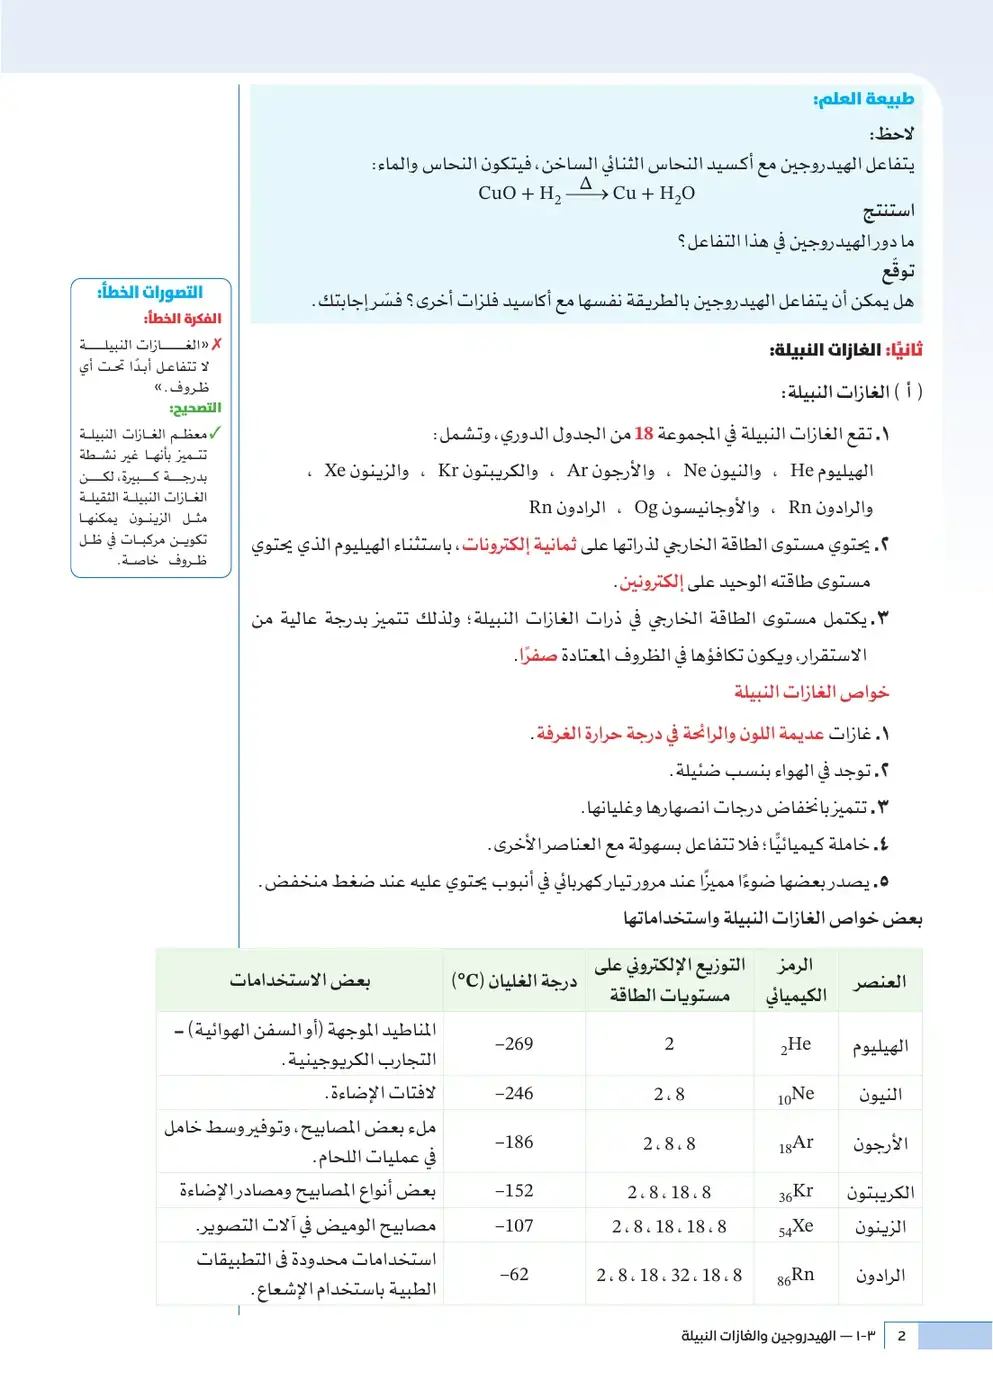 طبيعة العلم:
لاحظ:
يتفاعل الهيدروجين مع أكسيد النحاس الثنائي الساخن، فيتكون النحاس والماء:
CuO + H₂ —Δ→ Cu + H₂O
استنتج
ما دور الهيدروجين في هذا التفاعل؟
توقّع
هل يمكن أن يتفاعل الهيدروجين بالطريقة نفسها مع أكاسيد فلزات أخرى؟ فسّر إجابتك.
التصورات الخطأ:
الفكرة الخطأ:
✗ «الغازات النبيلة
لا تتفاعل أبدًا تحت أي
ظروف.»
التصحيح:
✓ معظم الغازات النبيلة
تتميز بأنها غير نشطة
بدرجة كبيرة، لكن
الغازات النبيلة الثقيلة
مثل الزينون يمكنها
تكوين مركبات في ظل
ظروف خاصة.
ثانيًا: الغازات النبيلة:
( أ ) الغازات النبيلة:
١. تقع الغازات النبيلة في المجموعة 18 من الجدول الدوري، وتشمل:
الهيليوم He ، والنيون Ne ، والأرجون Ar ، والكريبتون Kr ، والزينون Xe ،
والرادون Rn ، والأوجانيسون Og ، الرادون Rn
٢. يحتوي مستوى الطاقة الخارجي لذراتها على ثمانية إلكترونات، باستثناء الهيليوم الذي يحتوي
مستوى طاقته الوحيد على إلكترونين.
٣. يكتمل مستوى الطاقة الخارجي في ذرات الغازات النبيلة؛ ولذلك تتميز بدرجة عالية من
الاستقرار، ويكون تكافؤها في الظروف المعتادة صفرًا.
خواص الغازات النبيلة
١. غازات عديمة اللون والرائحة في درجة حرارة الغرفة.
٢. توجد في الهواء بنسب ضئيلة.
٣. تتميز بانخفاض درجات انصهارها وغليانها.
٤. خاملة كيميائيًّا؛ فلا تتفاعل بسهولة مع العناصر الأخرى.
٥. يصدر بعضها ضوءًا مميزًا عند مرور تيار كهربائي في أنبوب يحتوي عليه عند ضغط منخفض.
بعض خواص الغازات النبيلة واستخداماتها
العنصر | الرمز الكيميائي | التوزيع الإلكتروني على مستويات الطاقة | درجة الغليان (°C) | بعض الاستخدامات
الهيليوم | ₂He | 2 | –269 | المناطيد الموجهة (أو السفن الهوائية) – التجارب الكريوجينية.
النيون | ₁₀Ne | 2 ، 8 | –246 | لافتات الإضاءة.
الأرجون | ₁₈Ar | 2 ، 8 ، 8 | –186 | ملء بعض المصابيح، وتوفير وسط خامل في عمليات اللحام.
الكريبتون | ₃₆Kr | 2 ، 8 ، 18 ، 8 | –152 | بعض أنواع المصابيح ومصادر الإضاءة
الزينون | ₅₄Xe | 2 ، 8 ، 18 ، 18 ، 8 | –107 | مصابيح الوميض في آلات التصوير.
الرادون | ₈₆Rn | 2 ، 8 ، 18 ، 32 ، 18 ، 8 | –62 | استخدامات محدودة في التطبيقات الطبية باستخدام الإشعاع.
2 | ٣-١ — الهيدروجين والغازات النبيلة